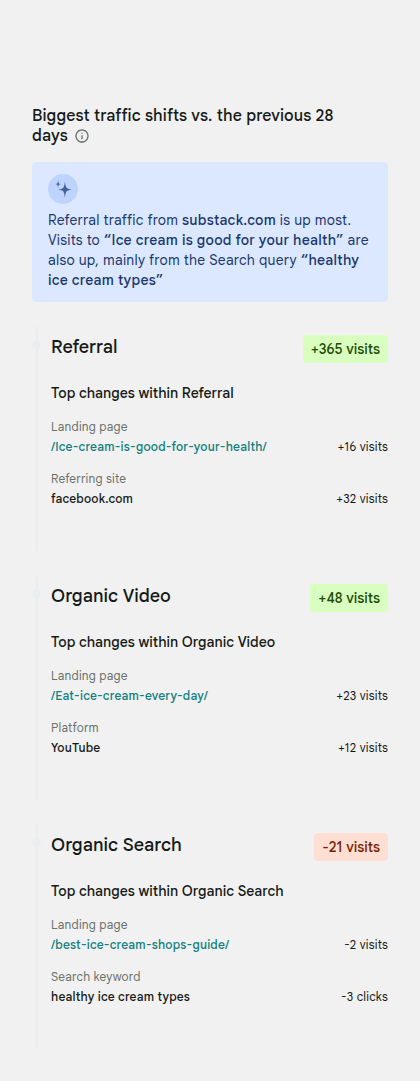 Biggest traffic shifts vs. the previous 28
days
Referral traffic from substack.com is up most.
Visits to “Ice cream is good for your health” are
also up, mainly from the Search query “healthy
ice cream types”
Referral
+365 visits
Top changes within Referral
Landing page
/Ice-cream-is-good-for-your-health/
+16 visits
Referring site
facebook.com
+32 visits
Organic Video
+48 visits
Top changes within Organic Video
Landing page
/Eat-ice-cream-every-day/
+23 visits
Platform
YouTube
+12 visits
Organic Search
-21 visits
Top changes within Organic Search
Landing page
/best-ice-cream-shops-guide/
-2 visits
Search keyword
healthy ice cream types
-3 clicks